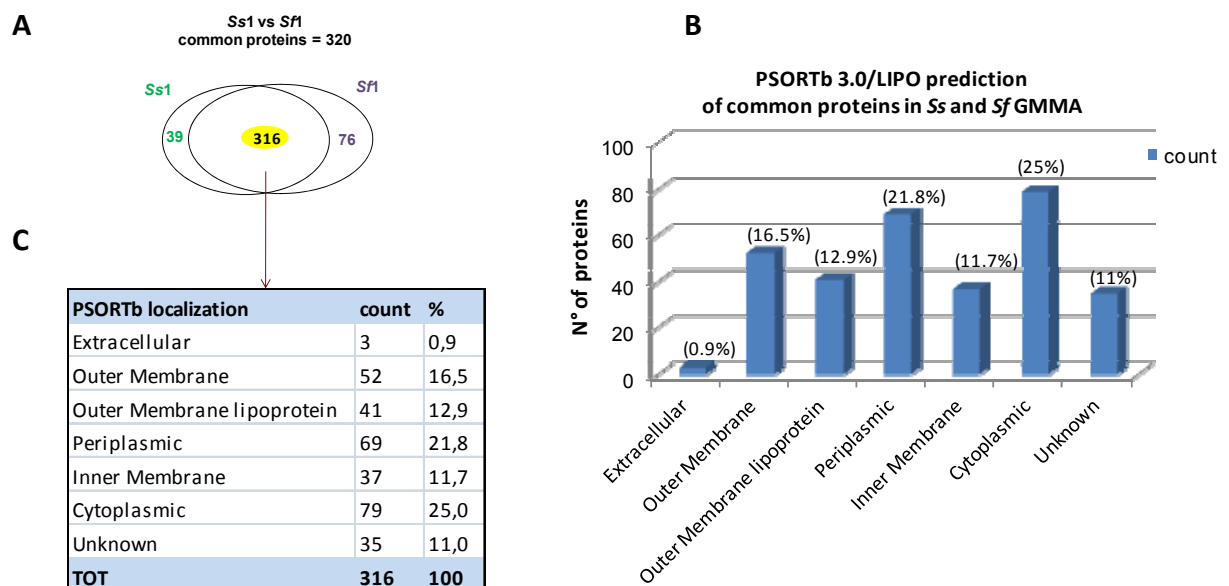 A
Ss1 vs Sf1
common proteins = 320
Ss1
Sf1
39
316
76
B
PSORTb 3.0/LIPO prediction
of common proteins in Ss and Sf GMMA
count
N° of proteins
100
80
60
40
20
0
(0.9%)
(16.5%)
(12.9%)
(21.8%)
(11.7%)
(25%)
(11%)
Extracellular
Outer Membrane
Outer Membrane lipoprotein
Periplasmic
Inner Membrane
Cytoplasmic
Unknown
C
PSORTb localization count %
Extracellular 3 0,9
Outer Membrane 52 16,5
Outer Membrane lipoprotein 41 12,9
Periplasmic 69 21,8
Inner Membrane 37 11,7
Cytoplasmic 79 25,0
Unknown 35 11,0
TOT 316 100